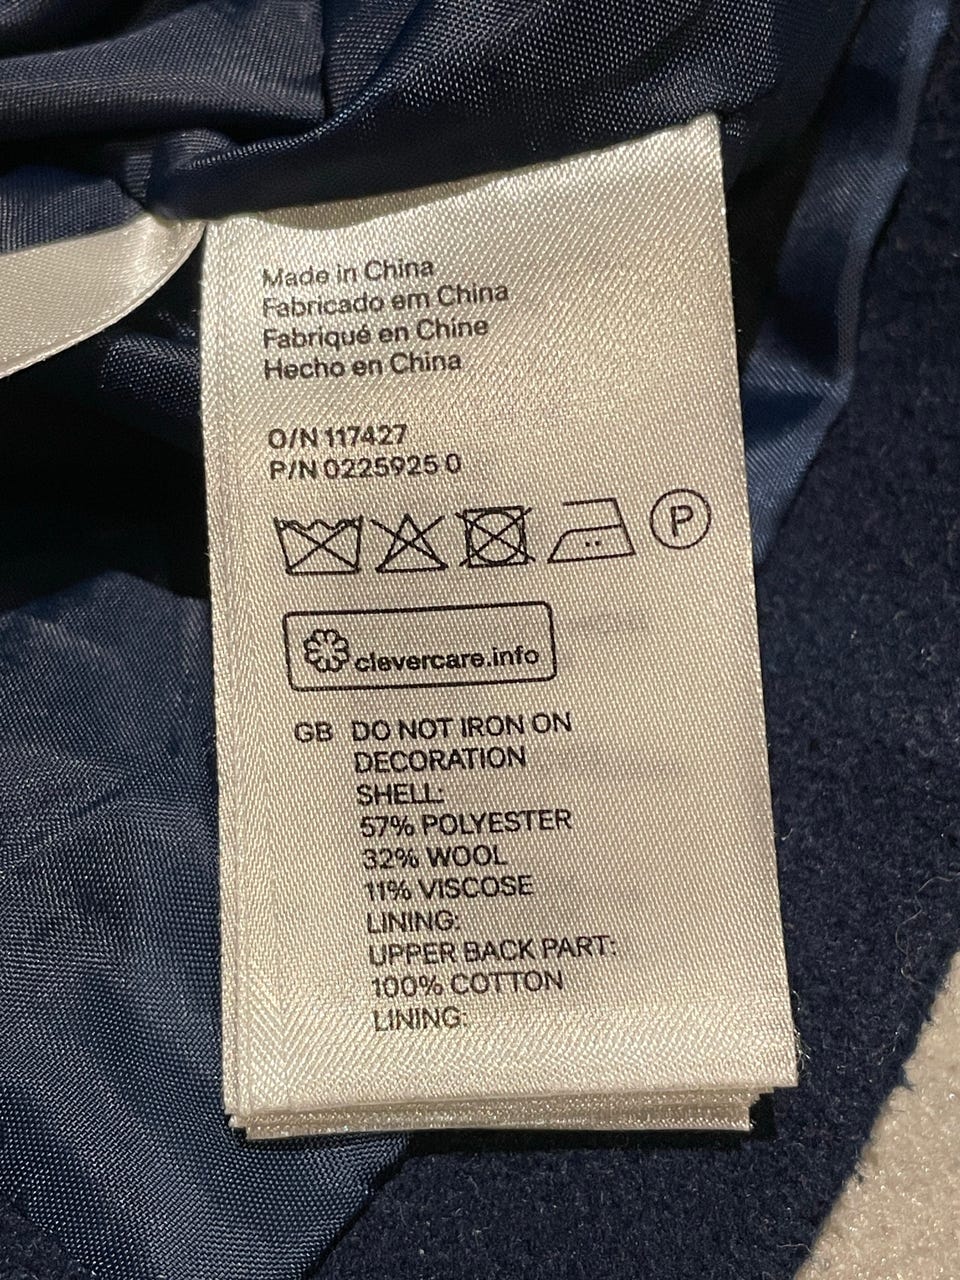 Made in China
Fabricado em China
Fabriqué en Chine
Hecho en China
O/N 117427
P/N 0225925 0
P
clevercare.info
GB DO NOT IRON ON
DECORATION
SHELL:
57% POLYESTER
32% WOOL
11% VISCOSE
LINING:
UPPER BACK PART:
100% COTTON
LINING: